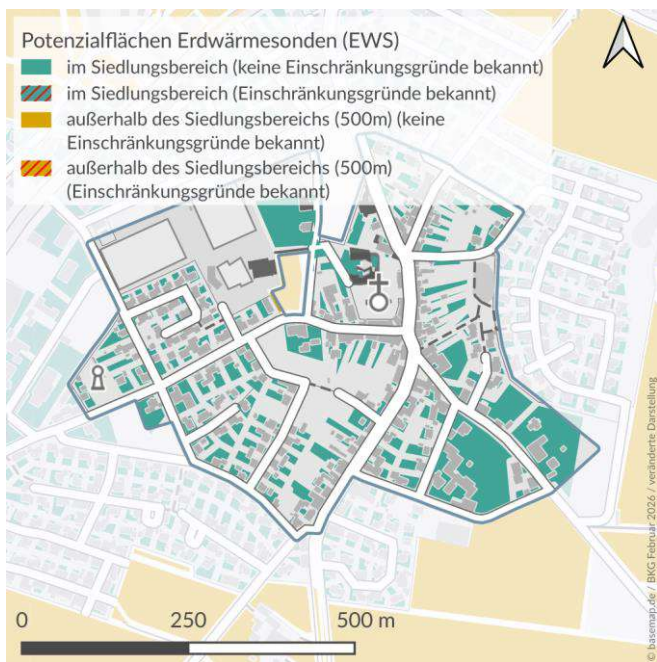 Potenzialflächen Erdwärmesonden (EWS)
im Siedlungsbereich (keine Einschränkungsgründe bekannt)
im Siedlungsbereich (Einschränkungsgründe bekannt)
außerhalb des Siedlungsbereichs (500m) (keine
Einschränkungsgründe bekannt)
außerhalb des Siedlungsbereichs (500m)
(Einschränkungsgründe bekannt)
0 250 500 m
© basemap.de / BKG Februar 2026 / veränderte Darstellung